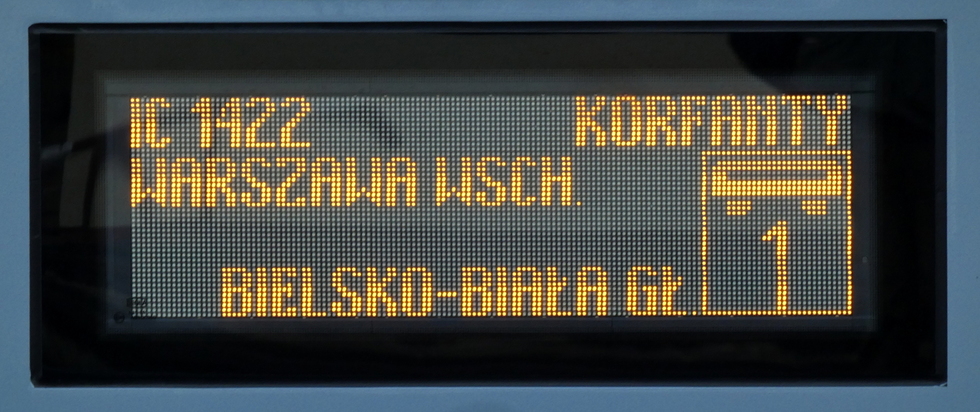 IC 1422 KORFANTY
WARSZAWA WSCH.
1
BIELSKO-BIAŁA GŁ.